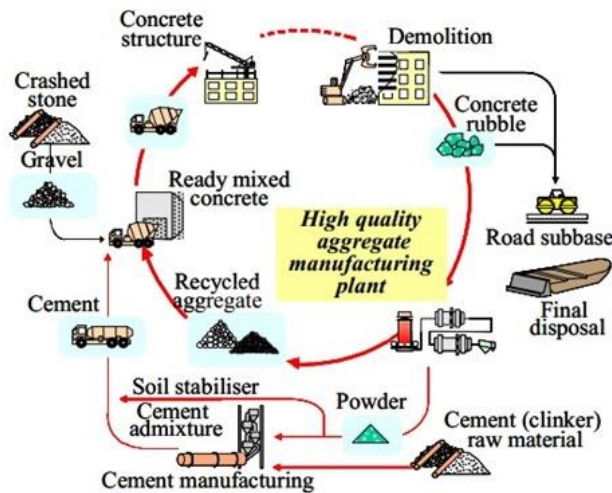 Concrete
structure
Demolition
Crashed
stone
Gravel
Concrete
rubble
Ready mixed
concrete
High quality
aggregate
manufacturing
plant
Road subbase
Recycled
aggregate
Cement
Final
disposal
Soil stabiliser
Cement
admixture
Powder
Cement (clinker)
raw material
Cement manufacturing